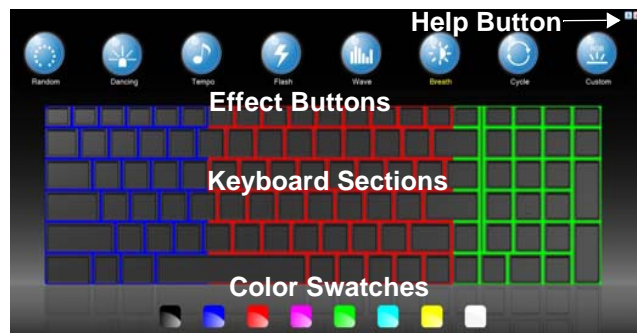 Help Button
Random Dancing Tempo Flash Wave Breath Cycle Custom
Effect Buttons
Keyboard Sections
Color Swatches